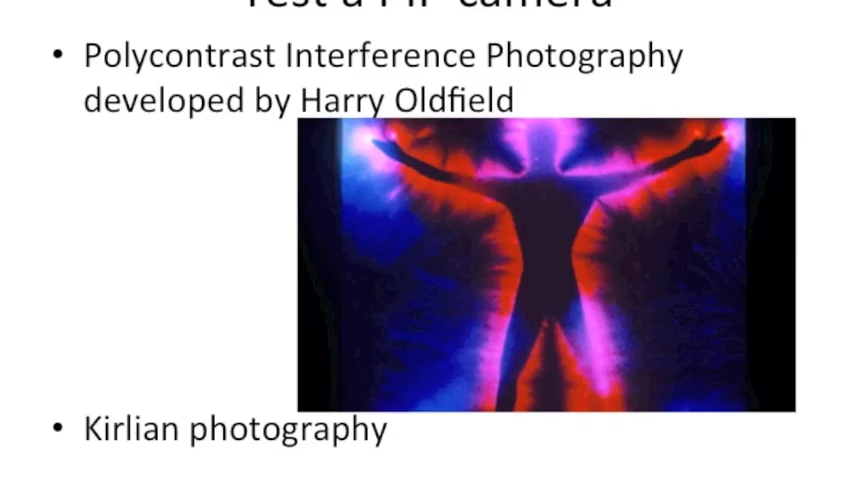 Test a PIP camera
• Polycontrast Interference Photography
developed by Harry Oldfield
• Kirlian photography